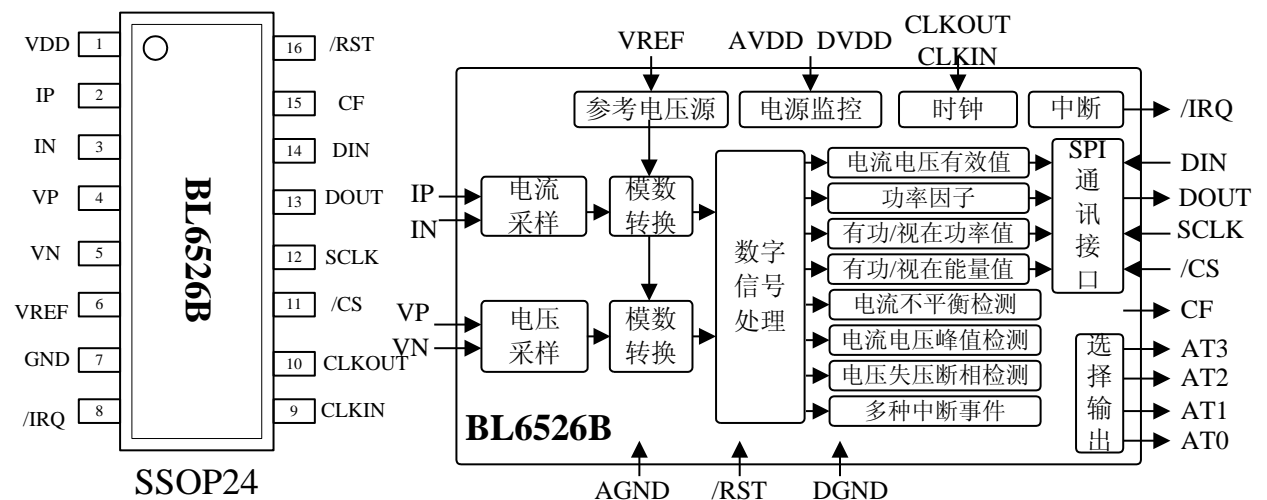 VDD 1
IP 2
IN 3
VP 4
VN 5
VREF 6
GND 7
/IRQ 8
BL6526B
16 /RST
15 CF
14 DIN
13 DOUT
12 SCLK
11 /CS
10 CLKOUT
9 CLKIN
SSOP24
VREF
AVDD DVDD
CLKOUT
CLKIN
参考电压源
电源监控
时钟
中断
/IRQ
IP
IN
电流
采样
模数
转换
VP
VN
电压
采样
模数
转换
数字
信号
处理
电流电压有效值
功率因子
有功/视在功率值
有功/视在能量值
电流不平衡检测
电流电压峰值检测
电压失压断相检测
多种中断事件
SPI
通
讯
接
口
DIN
DOUT
SCLK
/CS
CF
选
择
输
出
AT3
AT2
AT1
AT0
BL6526B
AGND
/RST
DGND